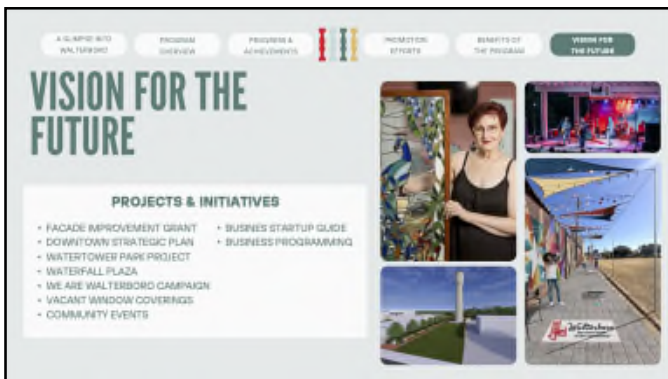 A GLIMPSE INTO
WALTERBORO
PROGRAM
OVERVIEW
PROGRESS &
ACHIEVEMENTS
PROMOTION
EFFORTS
BENEFITS OF
THE PROGRAM
VISION FOR
THE FUTURE
VISION FOR THE
FUTURE
PROJECTS & INITIATIVES
• FACADE IMPROVEMENT GRANT
• DOWNTOWN STRATEGIC PLAN
• WATERTOWER PARK PROJECT
• WATERFALL PLAZA
• WE ARE WALTERBORO CAMPAIGN
• VACANT WINDOW COVERINGS
• COMMUNITY EVENTS
• BUSINES STARTUP GUIDE
• BUSINESS PROGRAMMING
Walterboro